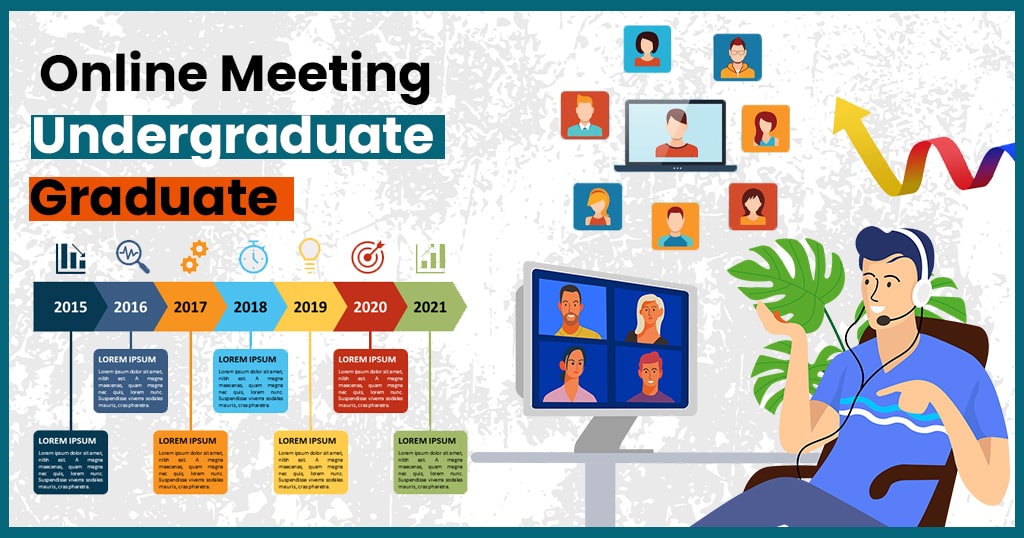 Online Meeting
Undergraduate
Graduate
2015 2016 2017 2018 2019 2020 2021
LOREM IPSUM
Lorem ipsum dolor sit amet,
nibh est. A magna
maecenas, quam magna
nec quis, lorem nunc.
Suspendisse viverra sodales
mauris, cras pharetra.
LOREM IPSUM
Lorem ipsum dolor sit amet,
nibh est. A magna
maecenas, quam magna
nec quis, lorem nunc.
Suspendisse viverra sodales
mauris, cras pharetra.
LOREM IPSUM
Lorem ipsum dolor sit amet,
nibh est. A magna
maecenas, quam magna
nec quis, lorem nunc.
Suspendisse viverra sodales
mauris, cras pharetra.
LOREM IPSUM
Lorem ipsum dolor sit amet,
nibh est. A magna
maecenas, quam magna
nec quis, lorem nunc.
Suspendisse viverra sodales
mauris, cras pharetra.
LOREM IPSUM
Lorem ipsum dolor sit amet,
nibh est. A magna
maecenas, quam magna
nec quis, lorem nunc.
Suspendisse viverra sodales
mauris, cras pharetra.
LOREM IPSUM
Lorem ipsum dolor sit amet,
nibh est. A magna
maecenas, quam magna
nec quis, lorem nunc.
Suspendisse viverra sodales
mauris, cras pharetra.
LOREM IPSUM
Lorem ipsum dolor sit amet,
nibh est. A magna
maecenas, quam magna
nec quis, lorem nunc.
Suspendisse viverra sodales
mauris, cras pharetra.